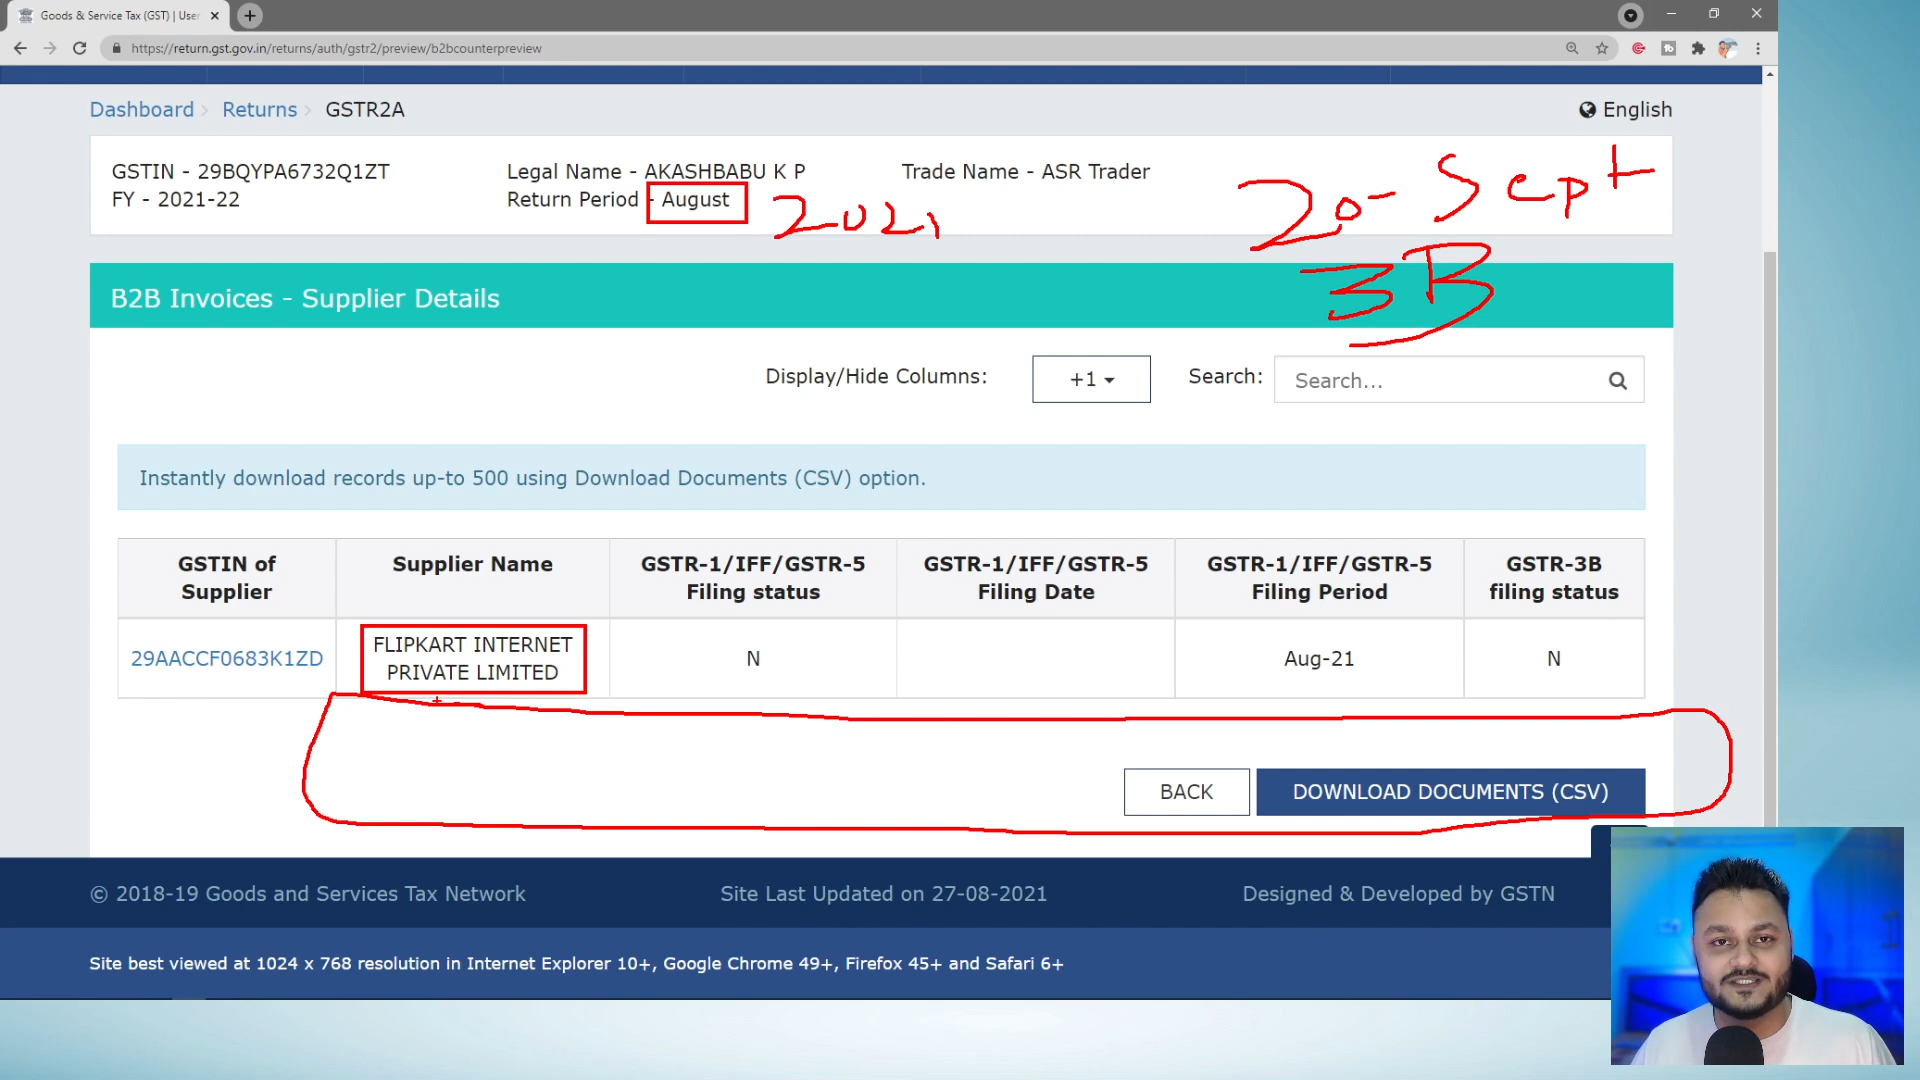 Goods & Service Tax (GST) | User
https://return.gst.gov.in/returns/auth/gstr2/preview/b2bcounterpreview
Dashboard > Returns > GSTR2A
English
GSTIN - 29BQYPA6732Q1ZT
Legal Name - AKASHBABU K P
Trade Name - ASR Trader
FY - 2021-22
Return Period - August
2021
20- Sept
3B
B2B Invoices - Supplier Details
Display/Hide Columns:
+1
Search:
Search...
Instantly download records up-to 500 using Download Documents (CSV) option.
GSTIN of Supplier
Supplier Name
GSTR-1/IFF/GSTR-5 Filing status
GSTR-1/IFF/GSTR-5 Filing Date
GSTR-1/IFF/GSTR-5 Filing Period
GSTR-3B filing status
29AACCF0683K1ZD
FLIPKART INTERNET
PRIVATE LIMITED
N
Aug-21
N
BACK
DOWNLOAD DOCUMENTS (CSV)
© 2018-19 Goods and Services Tax Network
Site Last Updated on 27-08-2021
Designed & Developed by GSTN
Site best viewed at 1024 x 768 resolution in Internet Explorer 10+, Google Chrome 49+, Firefox 45+ and Safari 6+